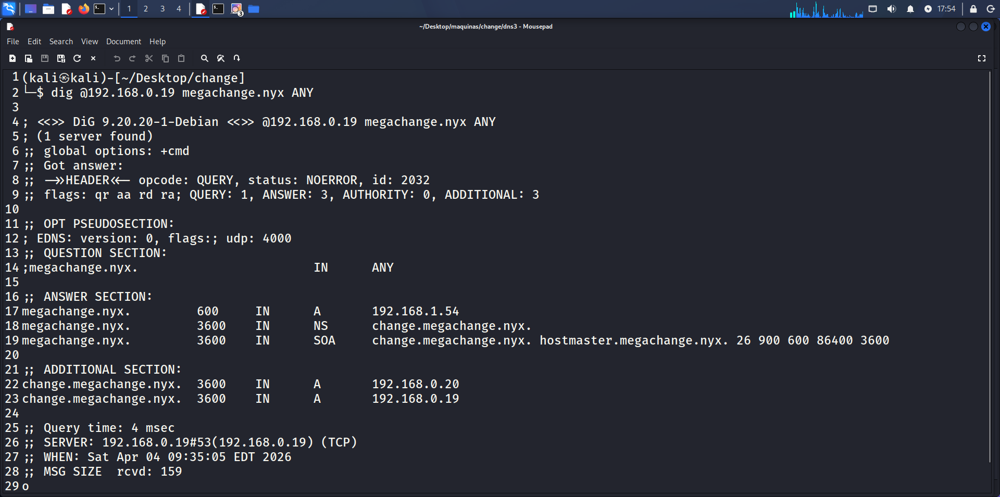 1 2 3 4 3 17:54
~/Desktop/maquinas/change/dns3 - Mousepad
File Edit Search View Document Help
1 (kali㉿kali)-[~/Desktop/change]
2 └─$ dig @192.168.0.19 megachange.nyx ANY
3
4 ; <<>> DiG 9.20.20-1-Debian <<>> @192.168.0.19 megachange.nyx ANY
5 ; (1 server found)
6 ;; global options: +cmd
7 ;; Got answer:
8 ;; ->>HEADER<<- opcode: QUERY, status: NOERROR, id: 2032
9 ;; flags: qr aa rd ra; QUERY: 1, ANSWER: 3, AUTHORITY: 0, ADDITIONAL: 3
10
11 ;; OPT PSEUDOSECTION:
12 ; EDNS: version: 0, flags:; udp: 4000
13 ;; QUESTION SECTION:
14 ;megachange.nyx. IN ANY
15
16 ;; ANSWER SECTION:
17 megachange.nyx. 600 IN A 192.168.1.54
18 megachange.nyx. 3600 IN NS change.megachange.nyx.
19 megachange.nyx. 3600 IN SOA change.megachange.nyx. hostmaster.megachange.nyx. 26 900 600 86400 3600
20
21 ;; ADDITIONAL SECTION:
22 change.megachange.nyx. 3600 IN A 192.168.0.20
23 change.megachange.nyx. 3600 IN A 192.168.0.19
24
25 ;; Query time: 4 msec
26 ;; SERVER: 192.168.0.19#53(192.168.0.19) (TCP)
27 ;; WHEN: Sat Apr 04 09:35:05 EDT 2026
28 ;; MSG SIZE rcvd: 159
29 o